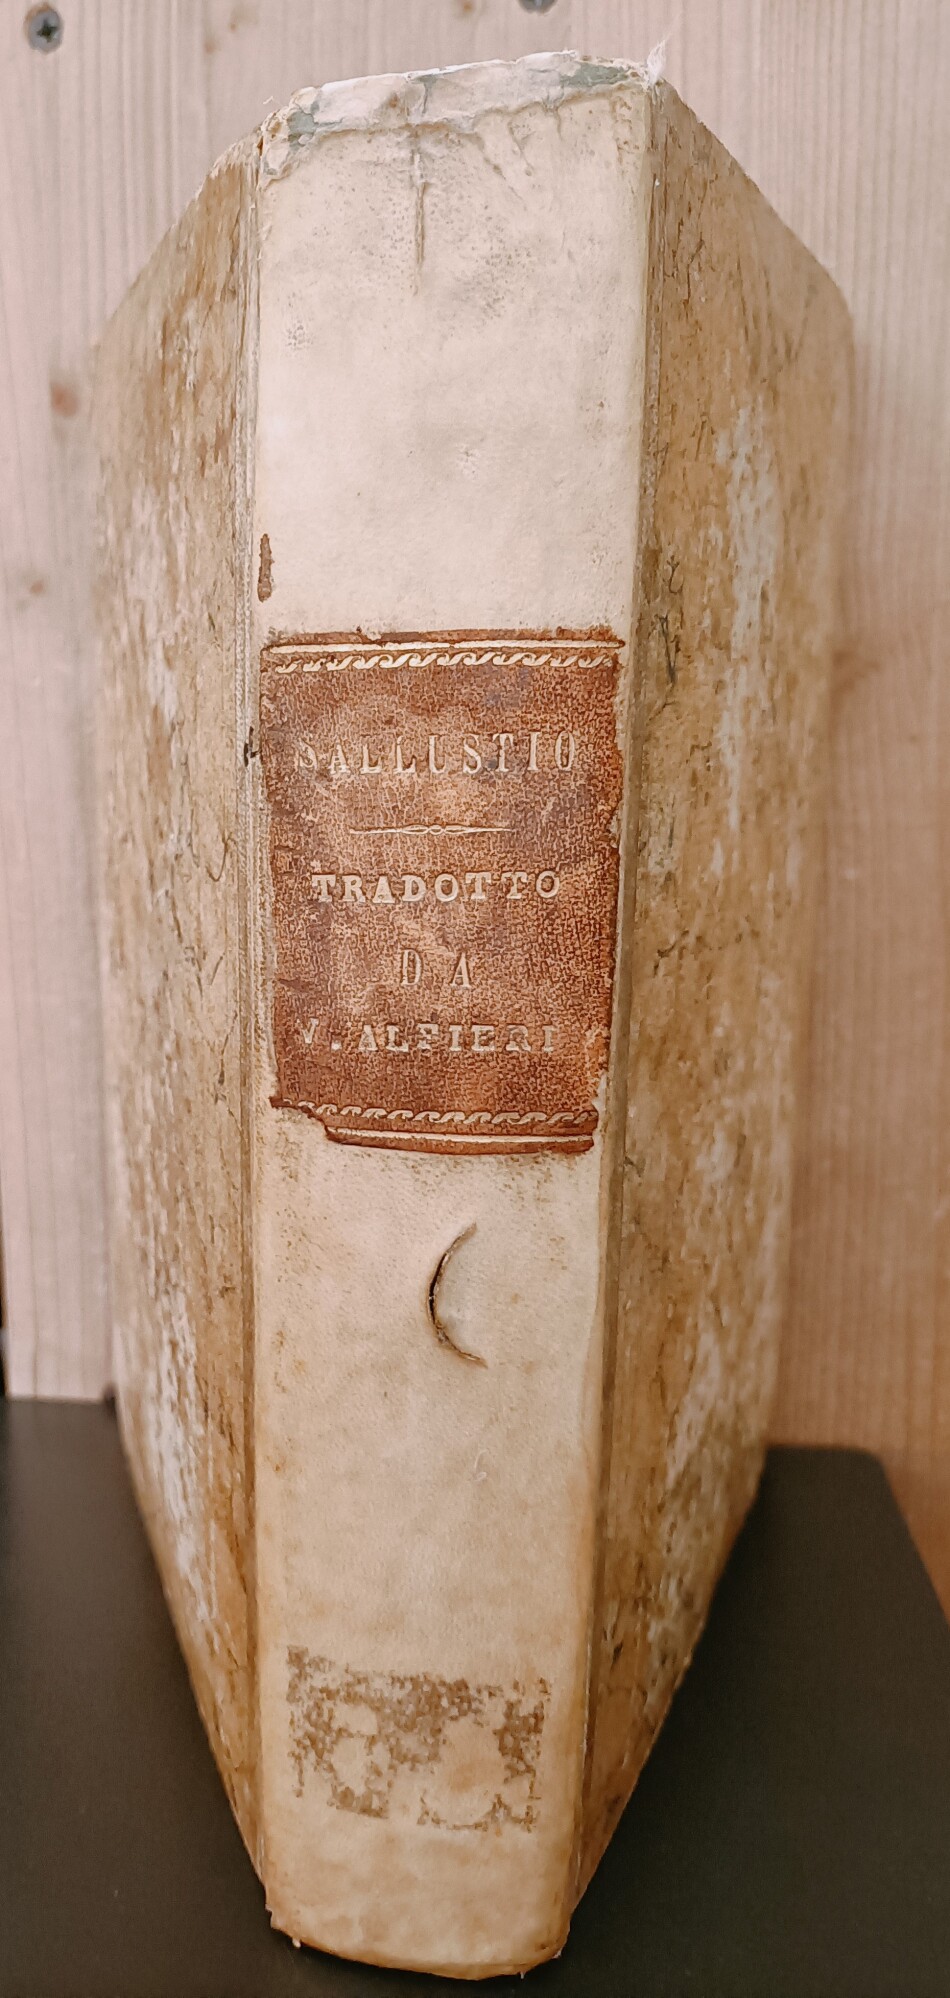 SALLUSTIO
TRADOTTO
DA
V. ALFIERI